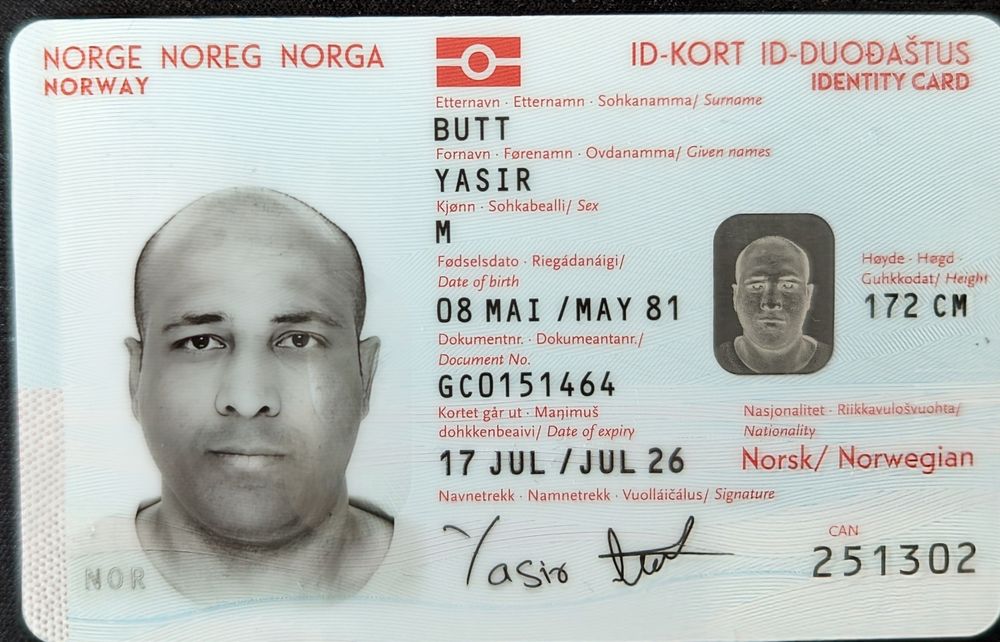 NORGE NOREG NORGA
NORWAY
ID-KORT ID-DUOĐAŠTUS
IDENTITY CARD
Etternavn · Etternamn · Sohkanamma/ Surname
BUTT
Fornavn · Førenamn · Ovdanamma/ Given names
YASIR
Kjønn · Sohkabealli/ Sex
M
Fødselsdato · Riegádanáigi/
Date of birth
08 MAI /MAY 81
Høyde · Høgd ·
Guhkkodat/ Height
172 CM
Dokumentnr. · Dokumeantanr./
Document No.
GC0151464
Kortet går ut · Maŋimuš
dohkkenbeaivi/ Date of expiry
17 JUL /JUL 26
Nasjonalitet · Riikkavulošvuohta/
Nationality
Norsk/ Norwegian
Navnetrekk · Namnetrekk · Vuolláičálus/ Signature
Yasir Butt
CAN
251302
NOR